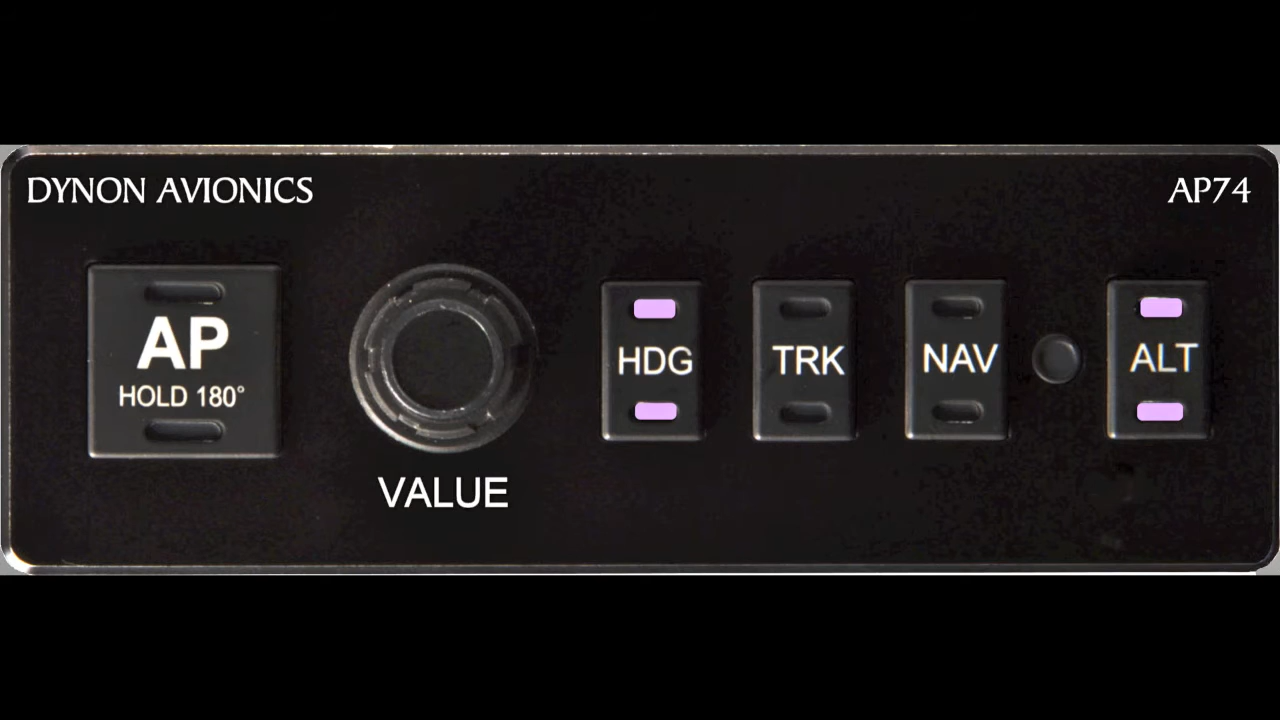 DYNON AVIONICS
AP74
AP
HOLD 180°
VALUE
HDG
TRK
NAV
ALT